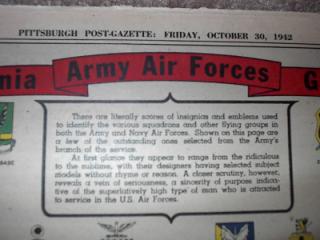 PITTSBURGH POST-GAZETTE: FRIDAY, OCTOBER 30, 1942
nia Army Air Forces G
There are literally scores of insignias and emblems used
to identify the various squadrons and other flying groups in
both the Army and Navy Air Forces. Shown on this page are
a few of the outstanding ones selected from the Army's
branch of the service.
At first glance they appear to range from the ridiculous
to the sublime, with their designers having selected subject
models without rhyme or reason. A closer scrutiny, however,
reveals a vein of seriousness, a sincerity of purpose indica-
tive of the superlatively high type of man who is attracted
to service in the U.S. Air Forces.